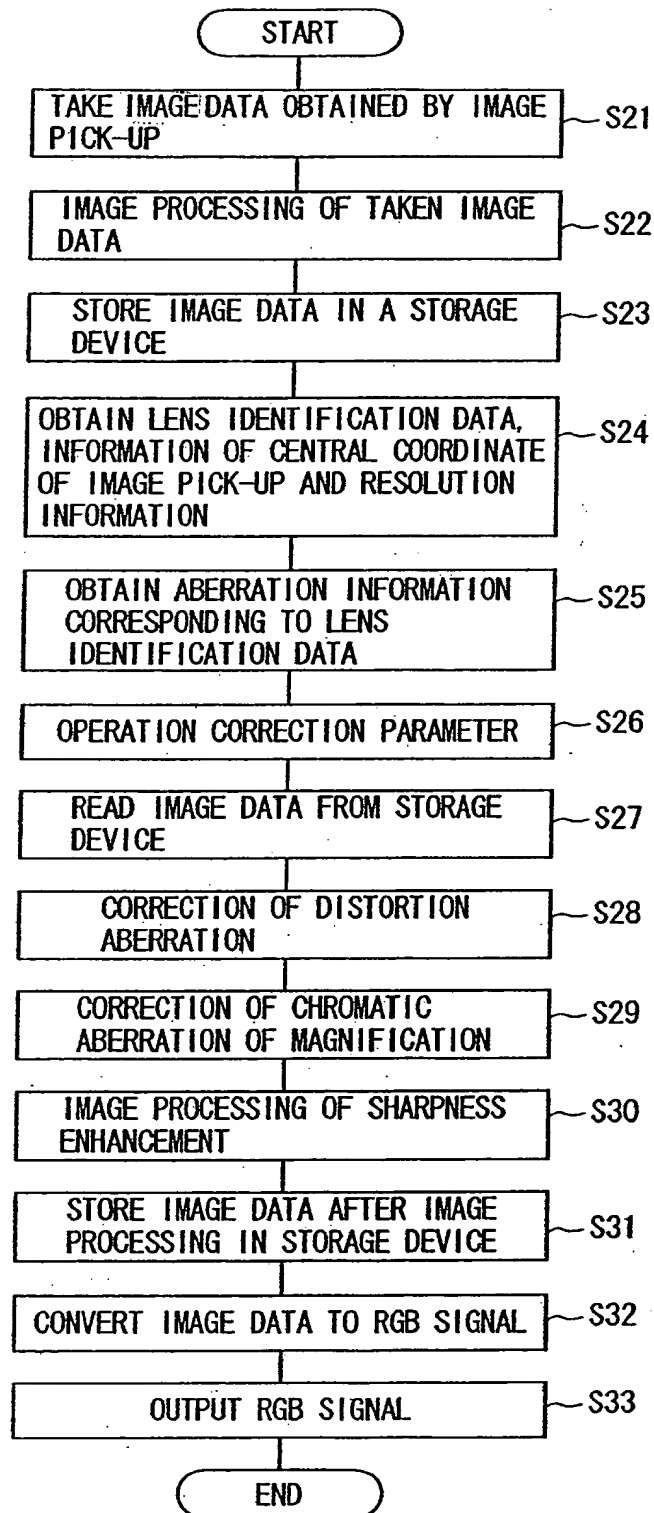 START
TAKE IMAGE DATA OBTAINED BY IMAGE
PICK-UP
S21
IMAGE PROCESSING OF TAKEN IMAGE
DATA
S22
STORE IMAGE DATA IN A STORAGE
DEVICE
S23
OBTAIN LENS IDENTIFICATION DATA,
INFORMATION OF CENTRAL COORDINATE
OF IMAGE PICK-UP AND RESOLUTION
INFORMATION
S24
OBTAIN ABERRATION INFORMATION
CORRESPONDING TO LENS
IDENTIFICATION DATA
S25
OPERATION CORRECTION PARAMETER
S26
READ IMAGE DATA FROM STORAGE
DEVICE
S27
CORRECTION OF DISTORTION
ABERRATION
S28
CORRECTION OF CHROMATIC
ABERRATION OF MAGNIFICATION
S29
IMAGE PROCESSING OF SHARPNESS
ENHANCEMENT
S30
STORE IMAGE DATA AFTER IMAGE
PROCESSING IN STORAGE DEVICE
S31
CONVERT IMAGE DATA TO RGB SIGNAL
S32
OUTPUT RGB SIGNAL
S33
END